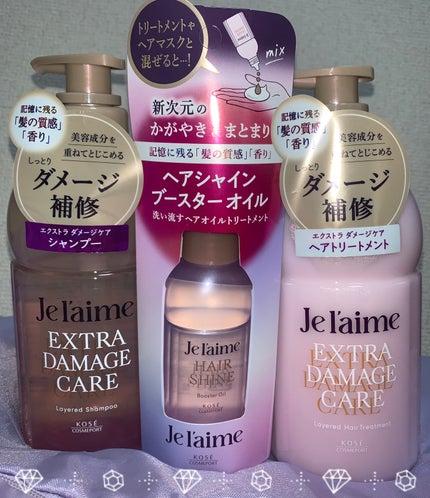 記憶に残る
「髪の質感」
「香り」
美容成分を
重ねてとじこめる
しっとり
ダメージ
補修
エクストラ ダメージケア
シャンプー
Je l'aime
EXTRA
DAMAGE
CARE
Layered Shampoo
KOSÉ
COSMEPORT
トリートメントや
ヘアマスクと
混ぜると…!
mix
新次元の
かがやきとまとまり
記憶に残る「髪の質感」「香り」
ヘアシャイン
ブースターオイル
洗い流すヘアオイルトリートメント
Je l'aime
HAIR
SHINE
Booster Oil
KOSÉ
COSMEPORT
Je l'aime
KOSÉ
COSMEPORT
記憶に残る
「髪の質感」
「香り」
美容成分を
重ねてとじこめる
しっとり
ダメージ
補修
エクストラ ダメージケア
ヘアトリートメント
Je l'aime
EXTRA
DAMAGE
CARE
Layered Hair Treatment
KOSÉ
COSMEPORT